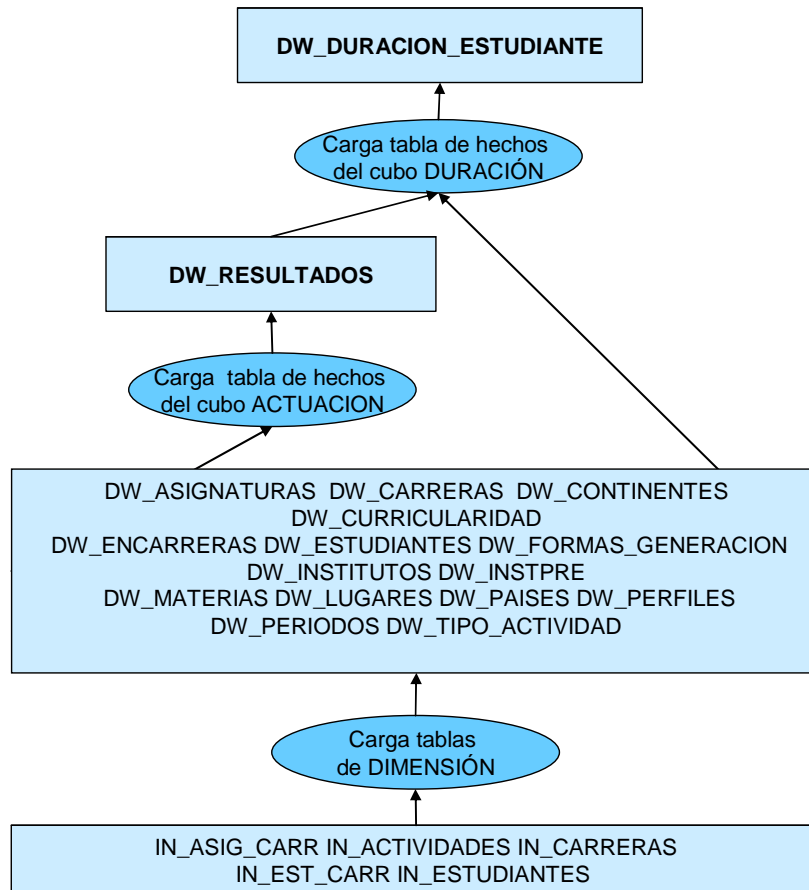 DW_DURACION_ESTUDIANTE
Carga tabla de hechos
del cubo DURACIÓN
DW_RESULTADOS
Carga tabla de hechos
del cubo ACTUACION
DW_ASIGNATURAS DW_CARRERAS DW_CONTINENTES
DW_CURRICULARIDAD
DW_ENCARRERAS DW_ESTUDIANTES DW_FORMAS_GENERACION
DW_INSTITUTOS DW_INSTPRE
DW_MATERIAS DW_LUGARES DW_PAISES DW_PERFILES
DW_PERIODOS DW_TIPO_ACTIVIDAD
Carga tablas
de DIMENSIÓN
IN_ASIG_CARR IN_ACTIVIDADES IN_CARRERAS
IN_EST_CARR IN_ESTUDIANTES